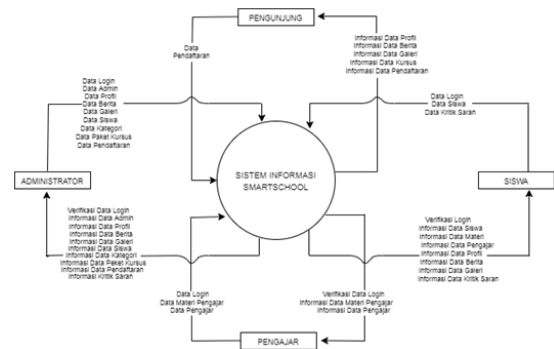 PENGUNJUNG
Data
Pendaftaran
Informasi Data Profil
Informasi Data Berita
Informasi Data Galeri
Informasi Data Kursus
Informasi Data Pendaftaran
Data Login
Data Admin
Data Profil
Data Berita
Data Galeri
Data Siswa
Data Kategori
Data Paket Kursus
Data Pendaftaran
Data Login
Data Siswa
Data Kritik Saran
ADMINISTRATOR
SISTEM INFORMASI
SMARTSCHOOL
SISWA
Verifikasi Data Login
Informasi Data Admin
Informasi Data Profil
Informasi Data Berita
Informasi Data Galeri
Informasi Data Siswa
Informasi Data Kategori
Informasi Data Paket Kursus
Informasi Data Pendaftaran
Informasi Kritik Saran
Verifikasi Login
Informasi Data Siswa
Informasi Data Materi
Informasi Data Pengajar
Informasi Data Profil
Informasi Data Berita
Informasi Data Galeri
Informasi Data Kritik Saran
Data Login
Data Materi Pengajar
Data Pengajar
Verifikasi Data Login
Informasi Data Materi Pengajar
Informasi Data Pengajar
PENGAJAR